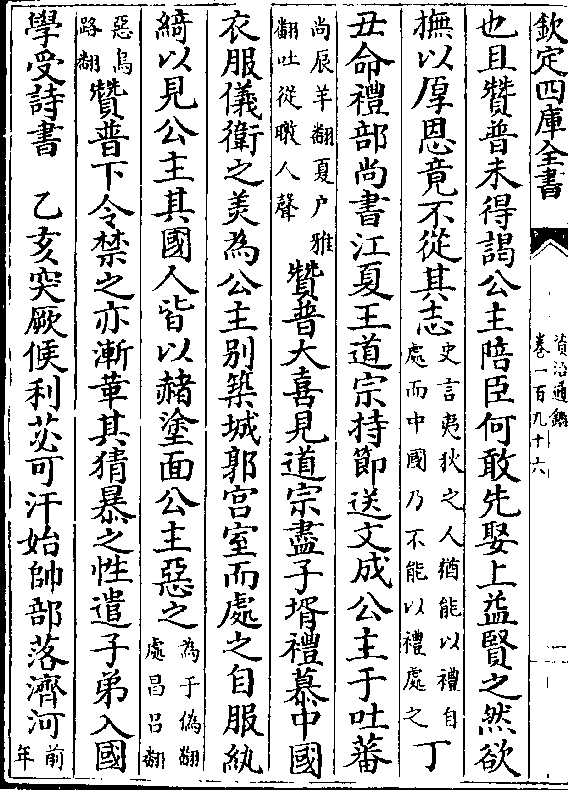 欽定四庫全書
資治通鑑
卷一百九十六
一
也且贊普未得謁公主陪臣何敢先娶上益賢之然欲
撫以厚恩竟不從其志史言夷狄之人猶能以禮自處而中國乃不能以禮處之丁
丑命禮部尚書江夏王道宗持節送文成公主于吐蕃
尚辰羊翻夏户雅翻吐從暾入聲贊普大喜見道宗盡子壻禮慕中國
衣服儀衛之美為公主别築城郭宫室而處之自服紈
綺以見公主其國人皆以赭塗面公主惡之為于偽翻處昌吕翻
惡烏路翻贊普下令禁之亦漸革其猜暴之性遣子弟入國
學受詩書 乙亥突厥俟利苾可汗始帥部落濟河前年